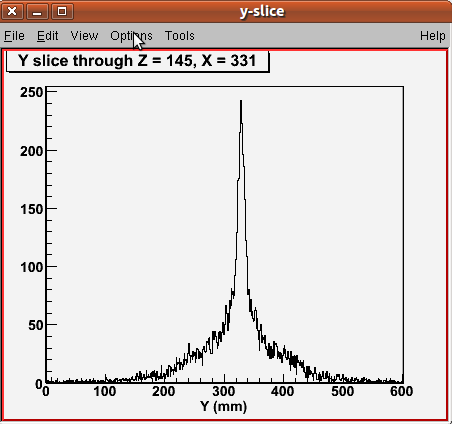 y-slice
File Edit View Options Tools Help
Y slice through Z = 145, X = 331
250
200
150
100
50
0
0 100 200 300 400 500 600
Y (mm)